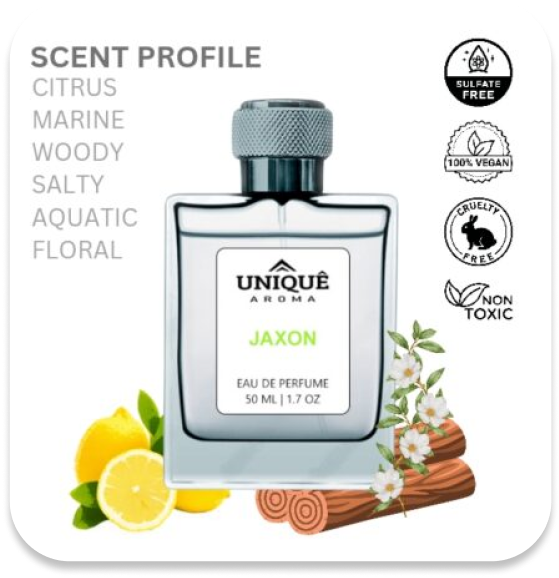 SCENT PROFILE
CITRUS
MARINE
WOODY
SALTY
AQUATIC
FLORAL
SULFATE
FREE
100% VEGAN
CRUELTY
FREE
NON
TOXIC
UNIQUÊ
AROMA
JAXON
EAU DE PERFUME
50 ML | 1.7 OZ